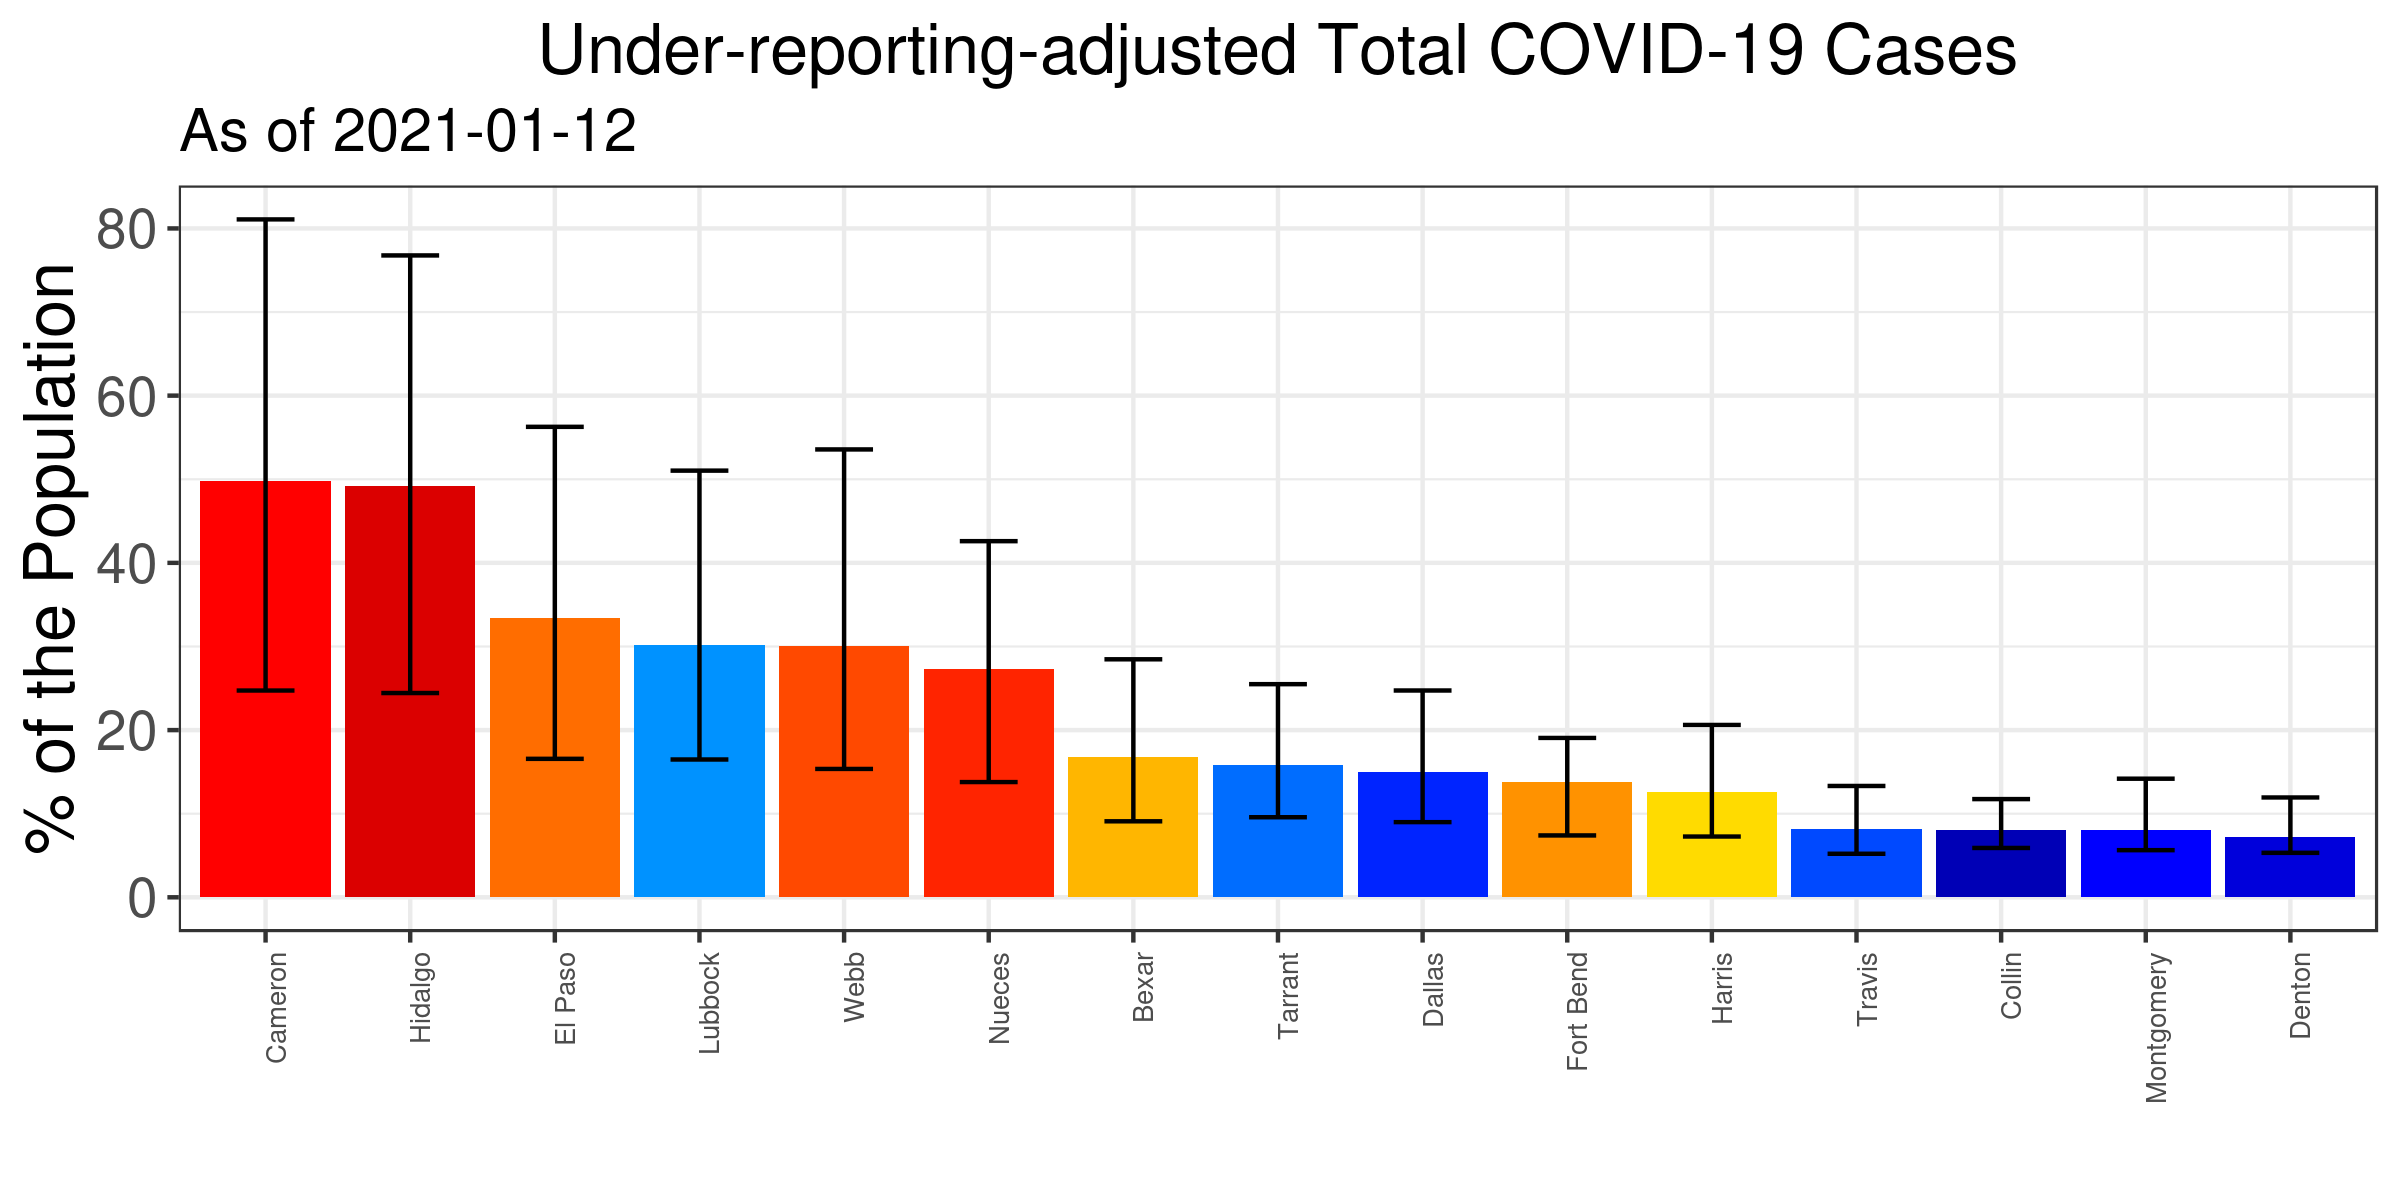 Under-reporting-adjusted Total COVID-19 Cases
As of 2021-01-12
% of the Population
80
60
40
20
0
Cameron
Hidalgo
El Paso
Lubbock
Webb
Nueces
Bexar
Tarrant
Dallas
Fort Bend
Harris
Travis
Collin
Montgomery
Denton